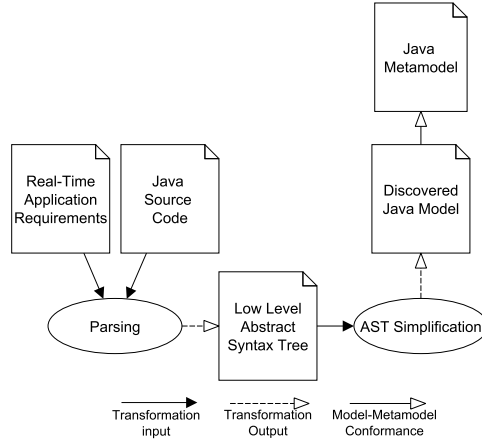 Java
Metamodel
Real-Time
Application
Requirements
Java
Source
Code
Discovered
Java Model
Parsing
Low Level
Abstract
Syntax Tree
AST Simplification
Transformation
input
Transformation
Output
Model-Metamodel
Conformance